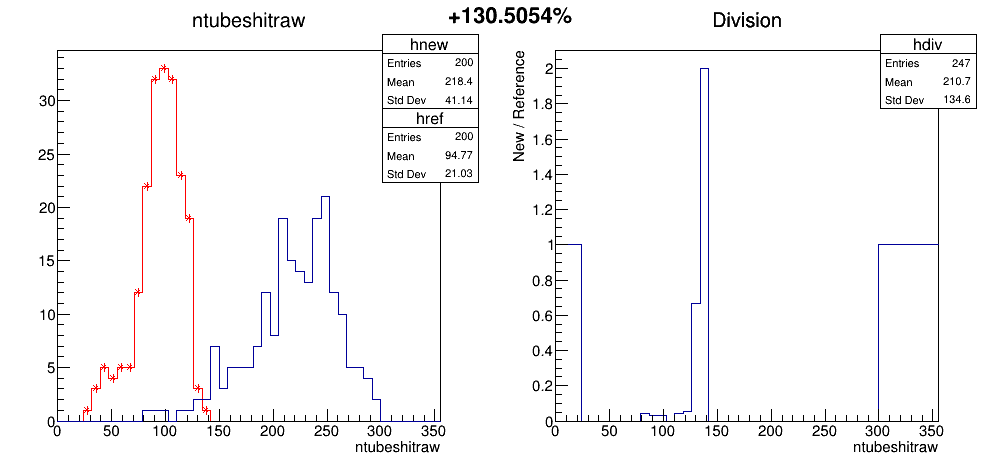 +130.5054%
ntubeshitraw
hnew
Entries 200
Mean 218.4
Std Dev 41.14
href
Entries 200
Mean 94.77
Std Dev 21.03
30
25
20
15
10
5
0
0 50 100 150 200 250 300 350
ntubeshitraw
Division
hdiv
Entries 247
Mean 210.7
Std Dev 134.6
New / Reference
2
1.8
1.6
1.4
1.2
1
0.8
0.6
0.4
0.2
0
0 50 100 150 200 250 300 350
ntubeshitraw